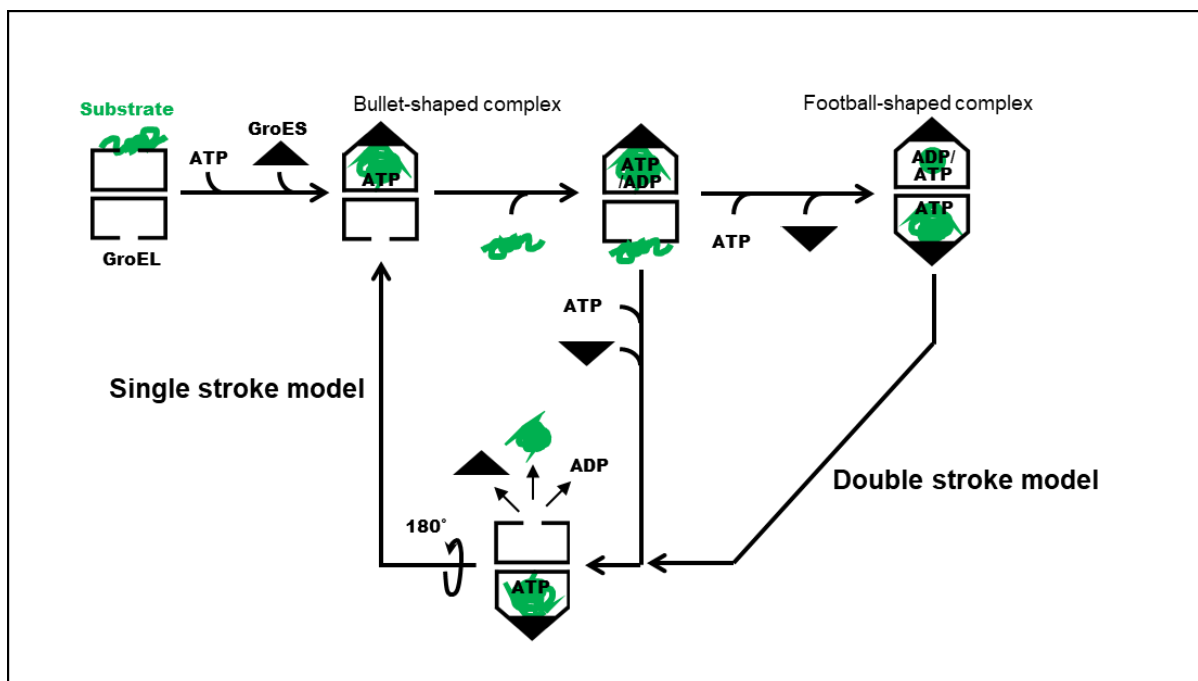 Substrate
GroES
ATP
GroEL
Bullet-shaped complex
ATP
ATP
/ADP
ATP
Football-shaped complex
ADP/
ATP
ATP
ATP
Single stroke model
Double stroke model
ADP
180°
ATP